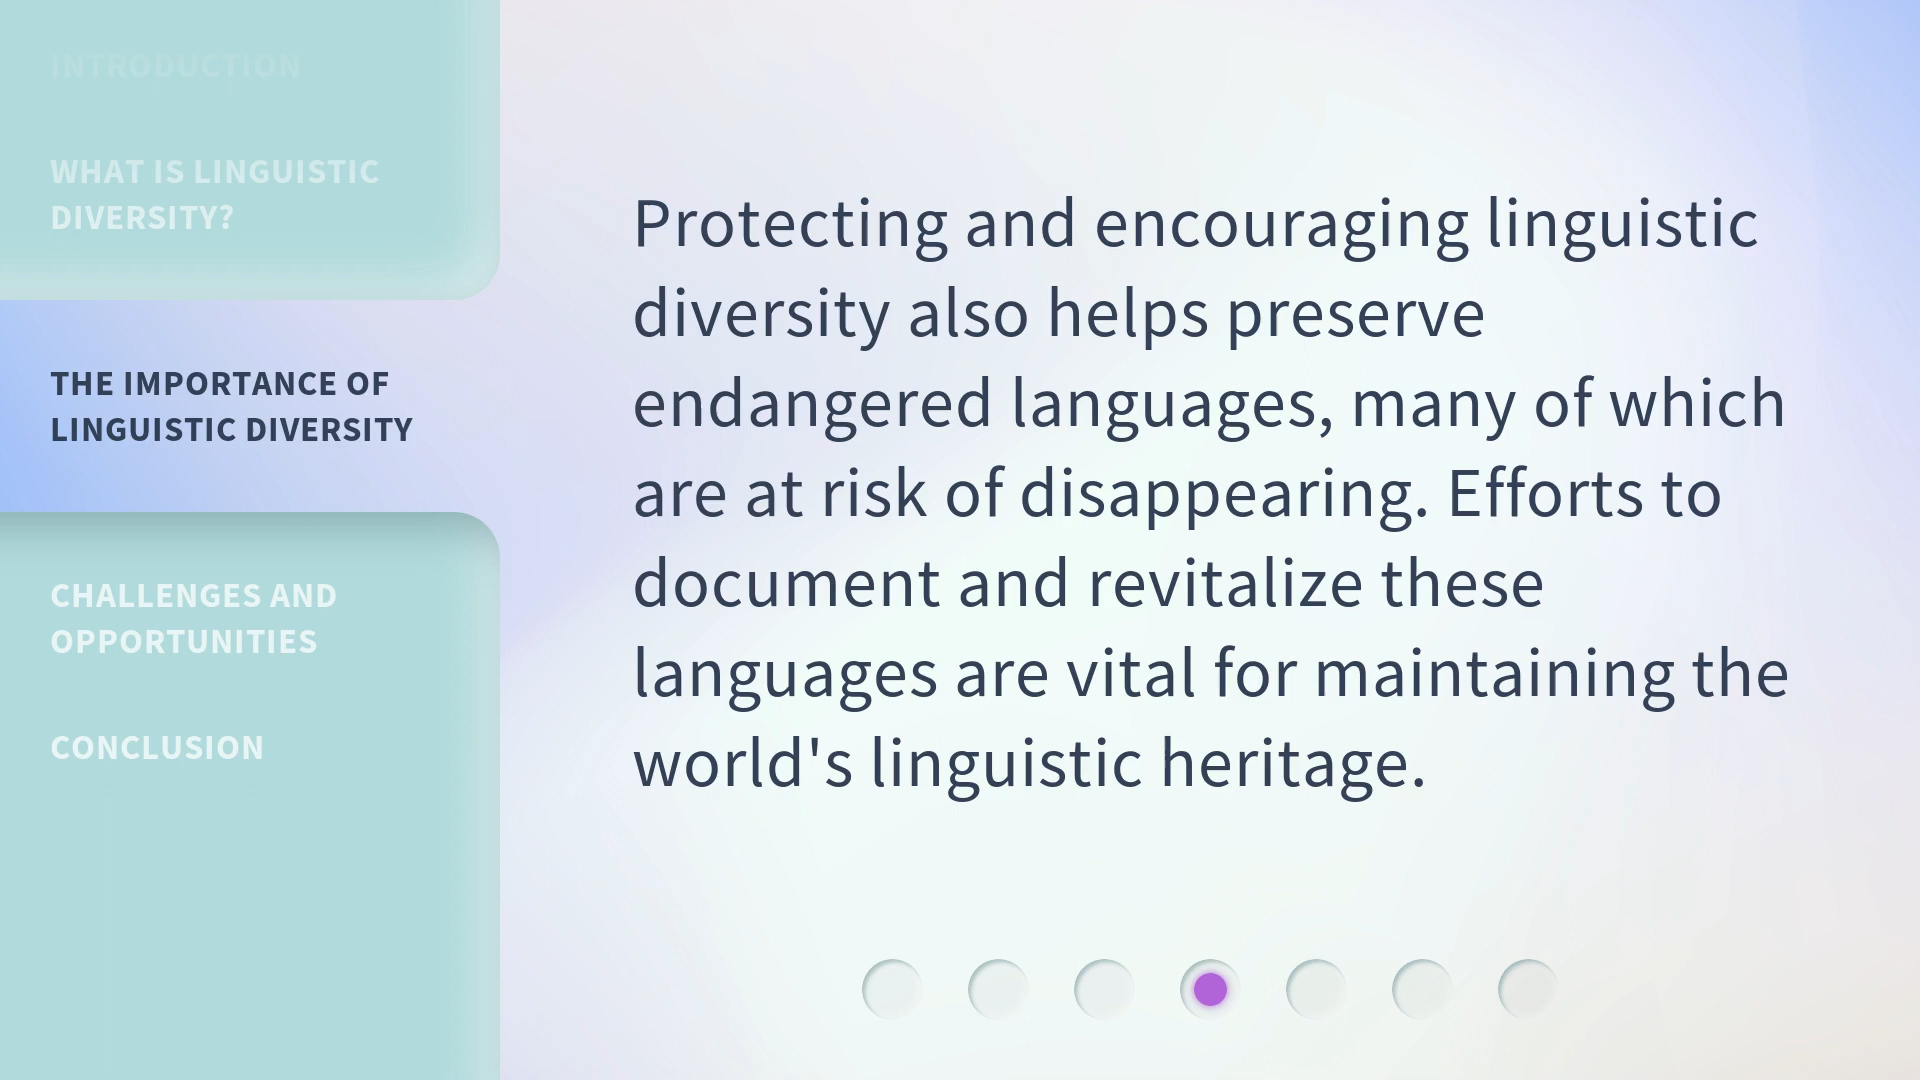 INTRODUCTION
WHAT IS LINGUISTIC
DIVERSITY?
THE IMPORTANCE OF
LINGUISTIC DIVERSITY
CHALLENGES AND
OPPORTUNITIES
CONCLUSION
Protecting and encouraging linguistic
diversity also helps preserve
endangered languages, many of which
are at risk of disappearing. Efforts to
document and revitalize these
languages are vital for maintaining the
world's linguistic heritage.